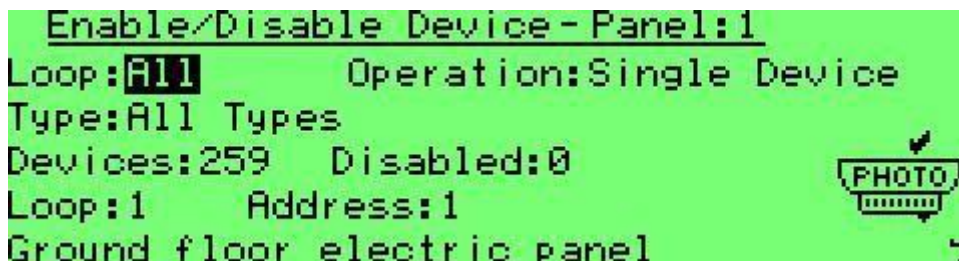 Enable/Disable Device-Panel:1
Loop:All Operation:Single Device
Type:All Types
Devices:259 Disabled:0
PHOTO
Loop:1 Address:1
Ground floor electric panel